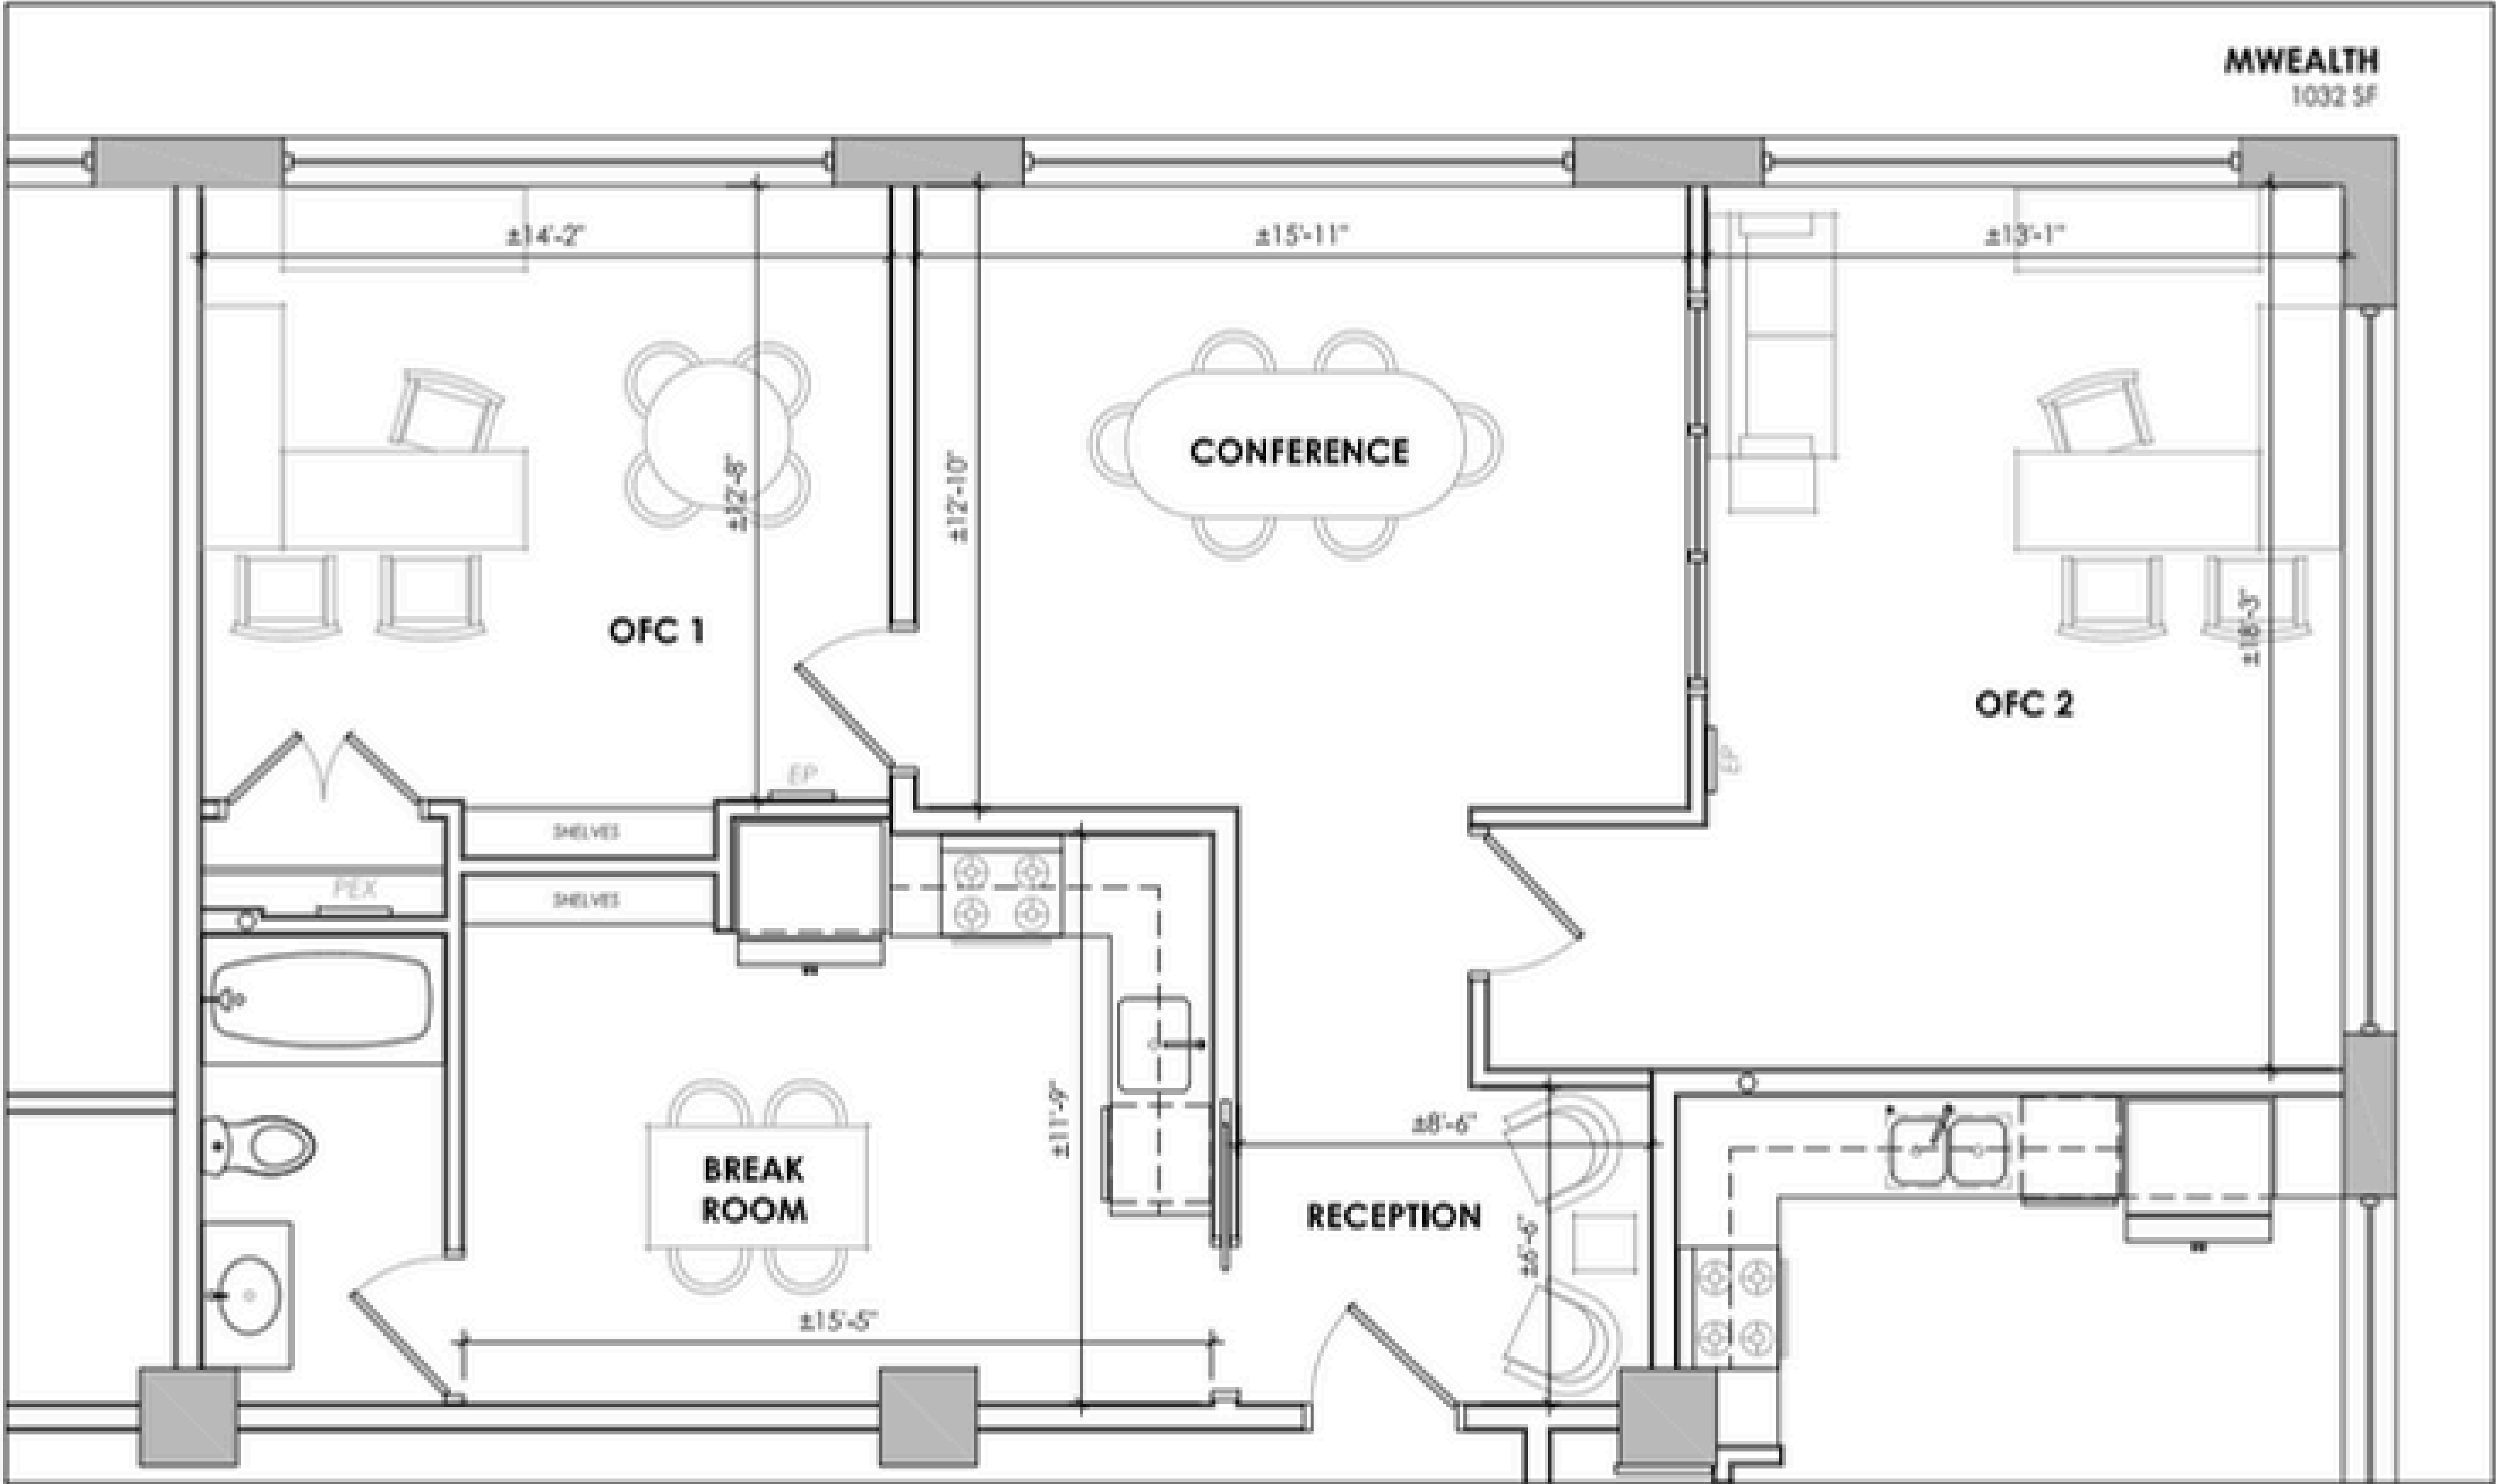 MWEALTH
1032 SF
±14'-2"
±15'-11"
±13'-1"
CONFERENCE
±12'-8"
±12'-10"
OFC 1
±18'-3"
OFC 2
EP
EP
SHELVES
PEX
SHELVES
±11'-9"
±8'-6"
BREAK
ROOM
RECEPTION
±6'-6"
±15'-5"